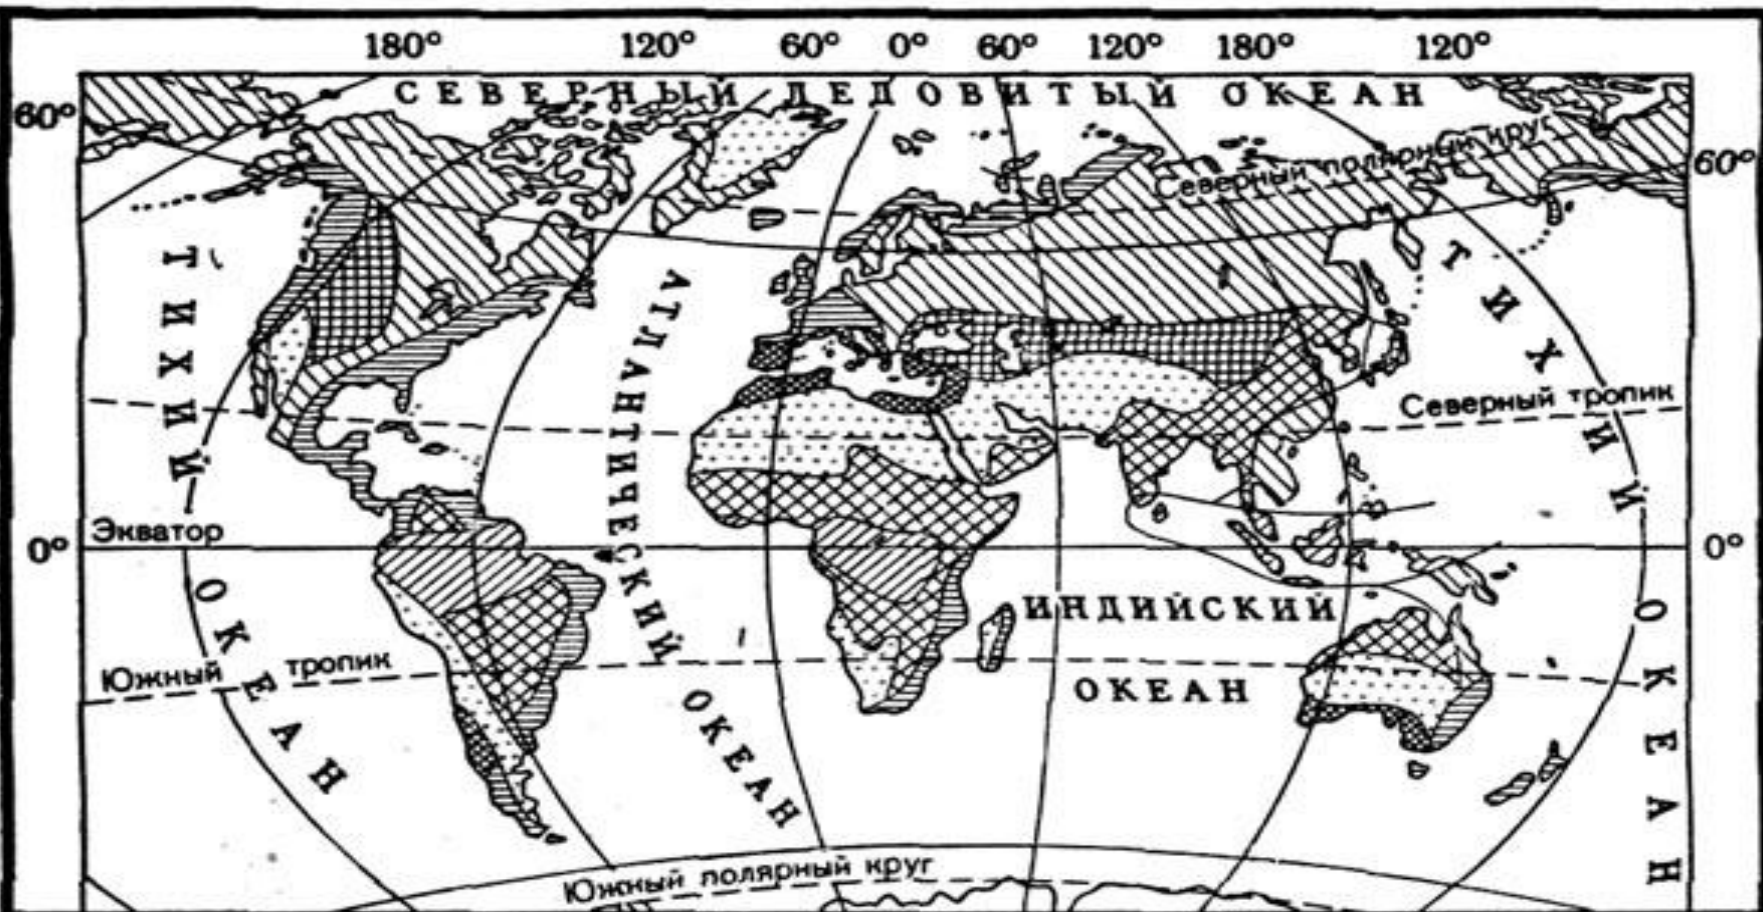 180° 120° 60° 0° 60° 120° 180° 120°
СЕВЕРНЫЙ ЛЕДОВИТЫЙ ОКЕАН
60°
Северный полярный круг
60°
ТИХИЙ
АТЛАНТИЧЕСКИЙ
ТИХИЙ
Северный тропик
Экватор
0°
0°
ОКЕАН
ИНДИЙСКИЙ
ОКЕАН
Южный тропик
ОКЕАН
ОКЕАН
Южный полярный круг